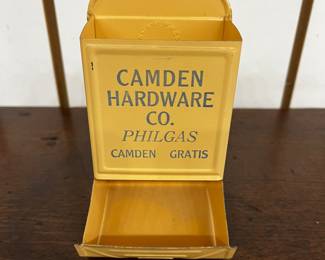 CAMDEN
HARDWARE
CO.
PHILGAS
CAMDEN GRATIS